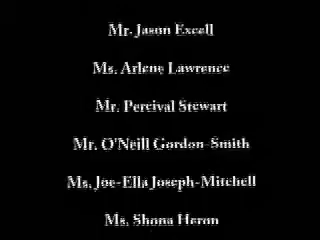 Mr. Jason Excell
Ms. Arlene Lawrence
Mr. Percival Stewart
Mr. O'Neill Gordon-Smith
Ms. Joe-Ella Joseph-Mitchell
Ms. Shona Heron